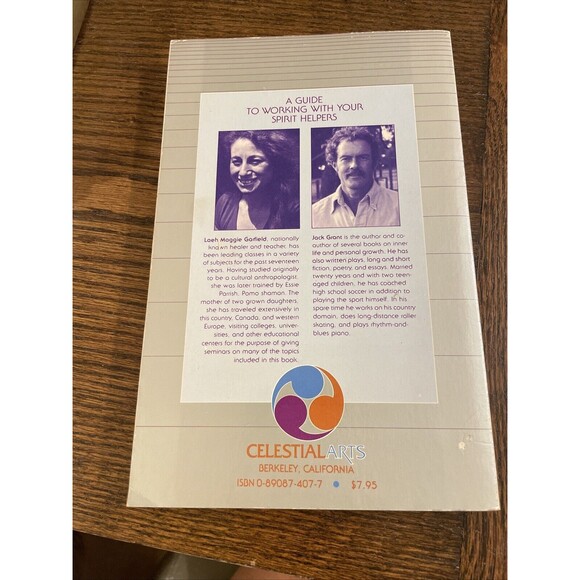 A GUIDE
TO WORKING WITH YOUR
SPIRIT HELPERS
Laeh Maggie Garfield, nationally
known healer and teacher, has
been leading classes in a variety
of subjects for the past seventeen
years. Having studied originally
to be a cultural anthropologist,
she was later trained by Essie
Parrish, Pomo shaman. The
mother of two grown daughters,
she has traveled extensively in
this country, Canada, and western
Europe, visiting colleges, univer-
sities, and other educational
centers for the purpose of giving
seminars on many of the topics
included in this book.
Jack Grant is the author and co-
author of several books on inner
life and personal growth. He has
also written plays, long and short
fiction, poetry, and essays. Married
twenty years and with two teen-
aged children, he has coached
high school soccer in addition to
playing the sport himself. In his
spare time he works on his country
domain, does long-distance roller
skating, and plays rhythm-and-
blues piano.
CELESTIALARTS
BERKELEY, CALIFORNIA
ISBN 0-89087-407-7 • $7.95